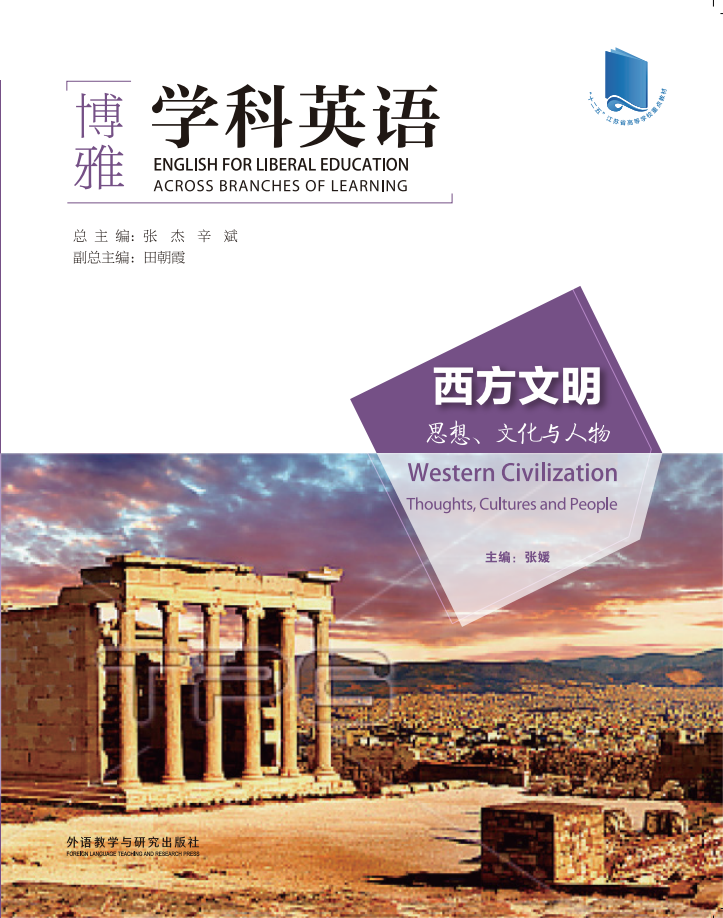 博雅
学科英语
ENGLISH FOR LIBERAL EDUCATION
ACROSS BRANCHES OF LEARNING
"十二五"江苏省高等学校重点教材
总 主 编：张 杰 辛 斌
副总主编：田朝霞
西方文明
思想、文化与人物
Western Civilization
Thoughts, Cultures and People
主编：张媛
TPG
外语教学与研究出版社
FOREIGN LANGUAGE TEACHING AND RESEARCH PRESS